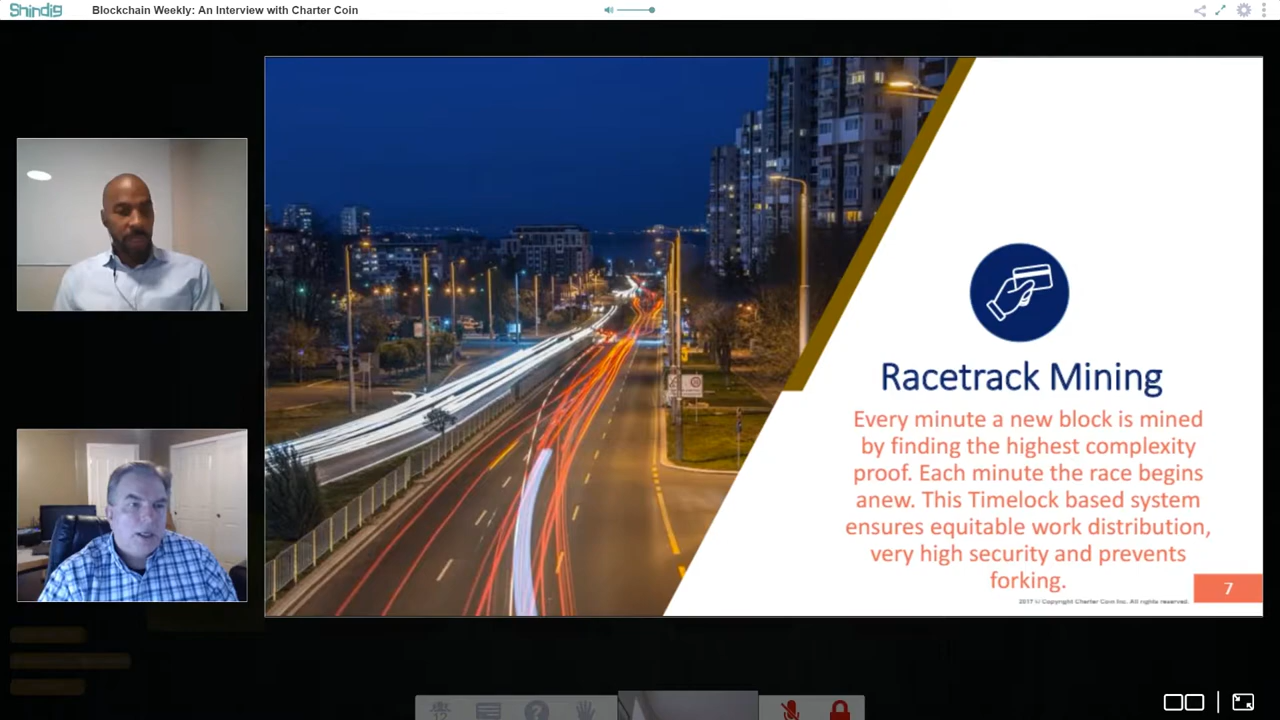 Shindig
Blockchain Weekly: An Interview with Charter Coin
Racetrack Mining
Every minute a new block is mined
by finding the highest complexity
proof. Each minute the race begins
anew. This Timelock based system
ensures equitable work distribution,
very high security and prevents
forking.
7
2017 © Copyright Charter Coin Inc. All rights reserved.
12